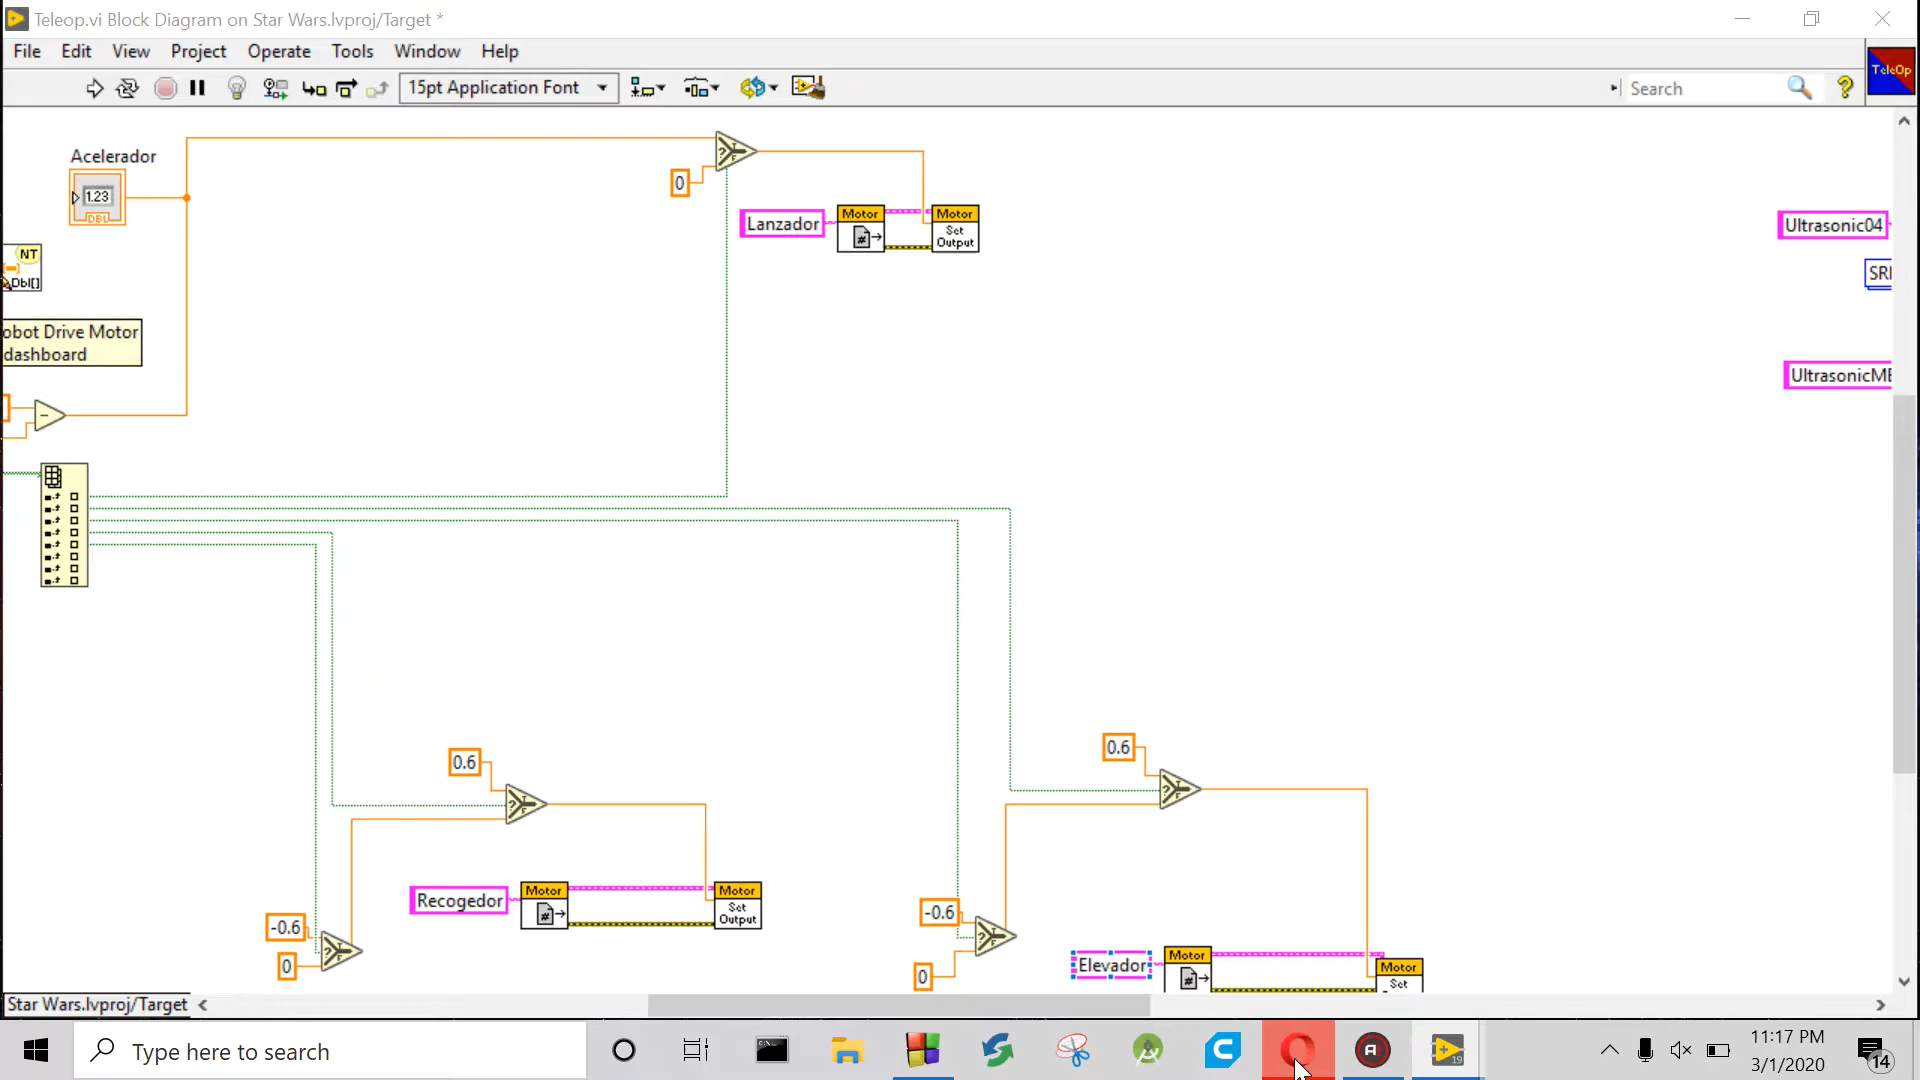 Teleop.vi Block Diagram on Star Wars.lvproj/Target *
File Edit View Project Operate Tools Window Help
15pt Application Font
Search
?
TeleOp
Acelerador
1.23
DBL
0
Lanzador
Motor
#
Motor
Set
Output
Ultrasonic04
NT
Dbl[]
SRI
obot Drive Motor
dashboard
UltrasonicME
0.6
0.6
Recogedor
Motor
#
Motor
Set
Output
-0.6
0
-0.6
0
Elevador
Motor
#
Motor
Set
Star Wars.lvproj/Target
Type here to search
19
11:17 PM
3/1/2020
14